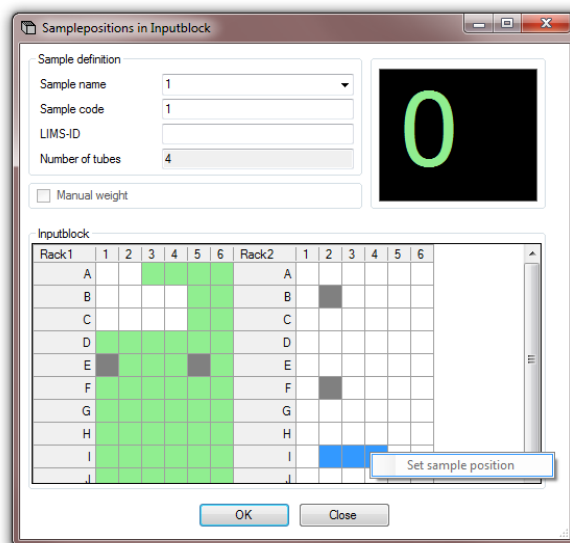 Samplepositions in Inputblock
Sample definition
Sample name 1
Sample code 1
LIMS-ID
Number of tubes 4
0
Manual weight
Inputblock
Rack1 1 2 3 4 5 6 Rack2 1 2 3 4 5 6
A A
B B
C C
D D
E E
F F
G G
H H
I I
J J
Set sample position
OK Close